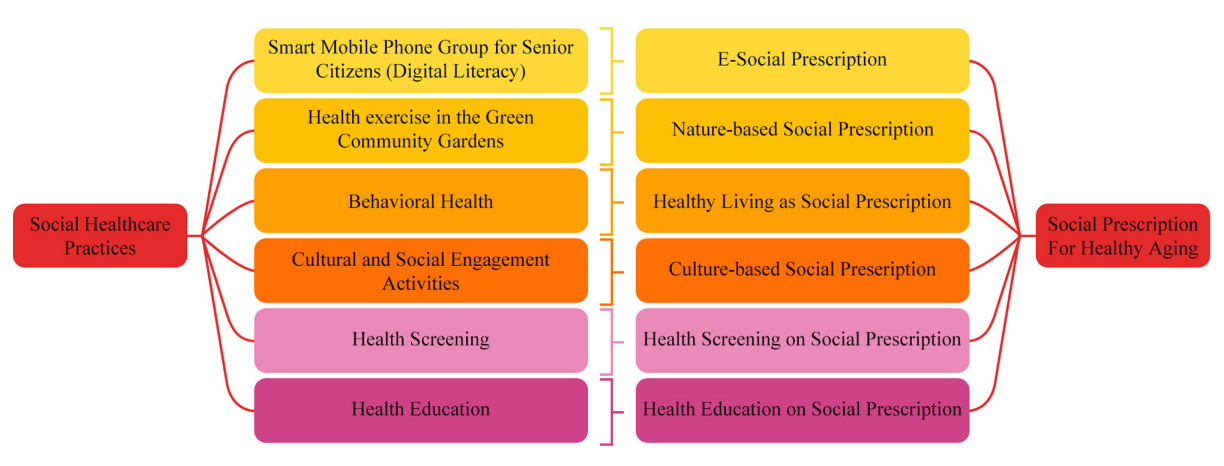 Smart Mobile Phone Group for Senior
Citizens (Digital Literacy)
E-Social Prescription
Health exercise in the Green
Community Gardens
Nature-based Social Prescription
Behavioral Health
Healthy Living as Social Prescription
Social Healthcare
Practices
Social Prescription
For Healthy Aging
Cultural and Social Engagement
Activities
Culture-based Social Preseription
Health Screening
Health Screening on Social Prescription
Health Education
Health Education on Social Prescription